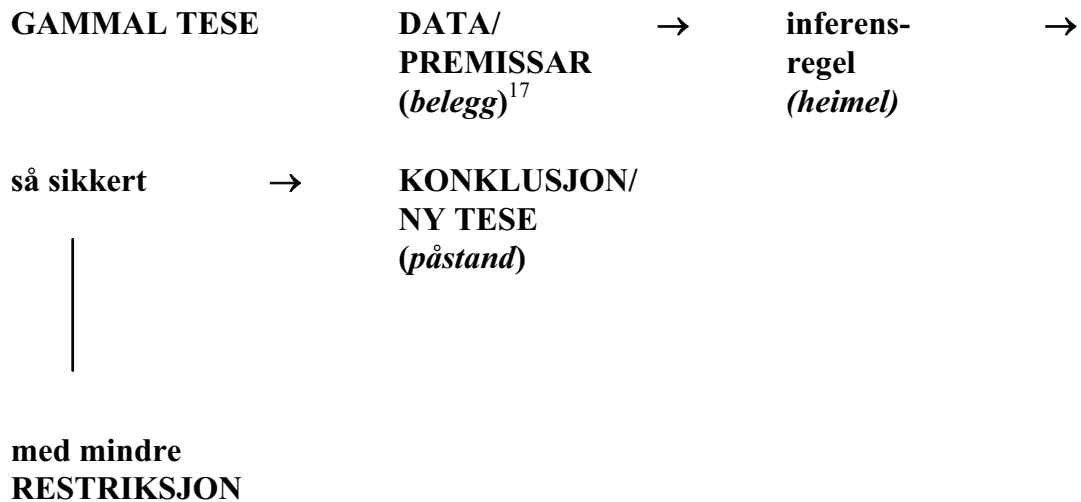 GAMMAL TESE DATA/ → inferens- →
PREMISSAR regel
(belegg)17 (heimel)
så sikkert → KONKLUSJON/
NY TESE
(påstand)
med mindre
RESTRIKSJON